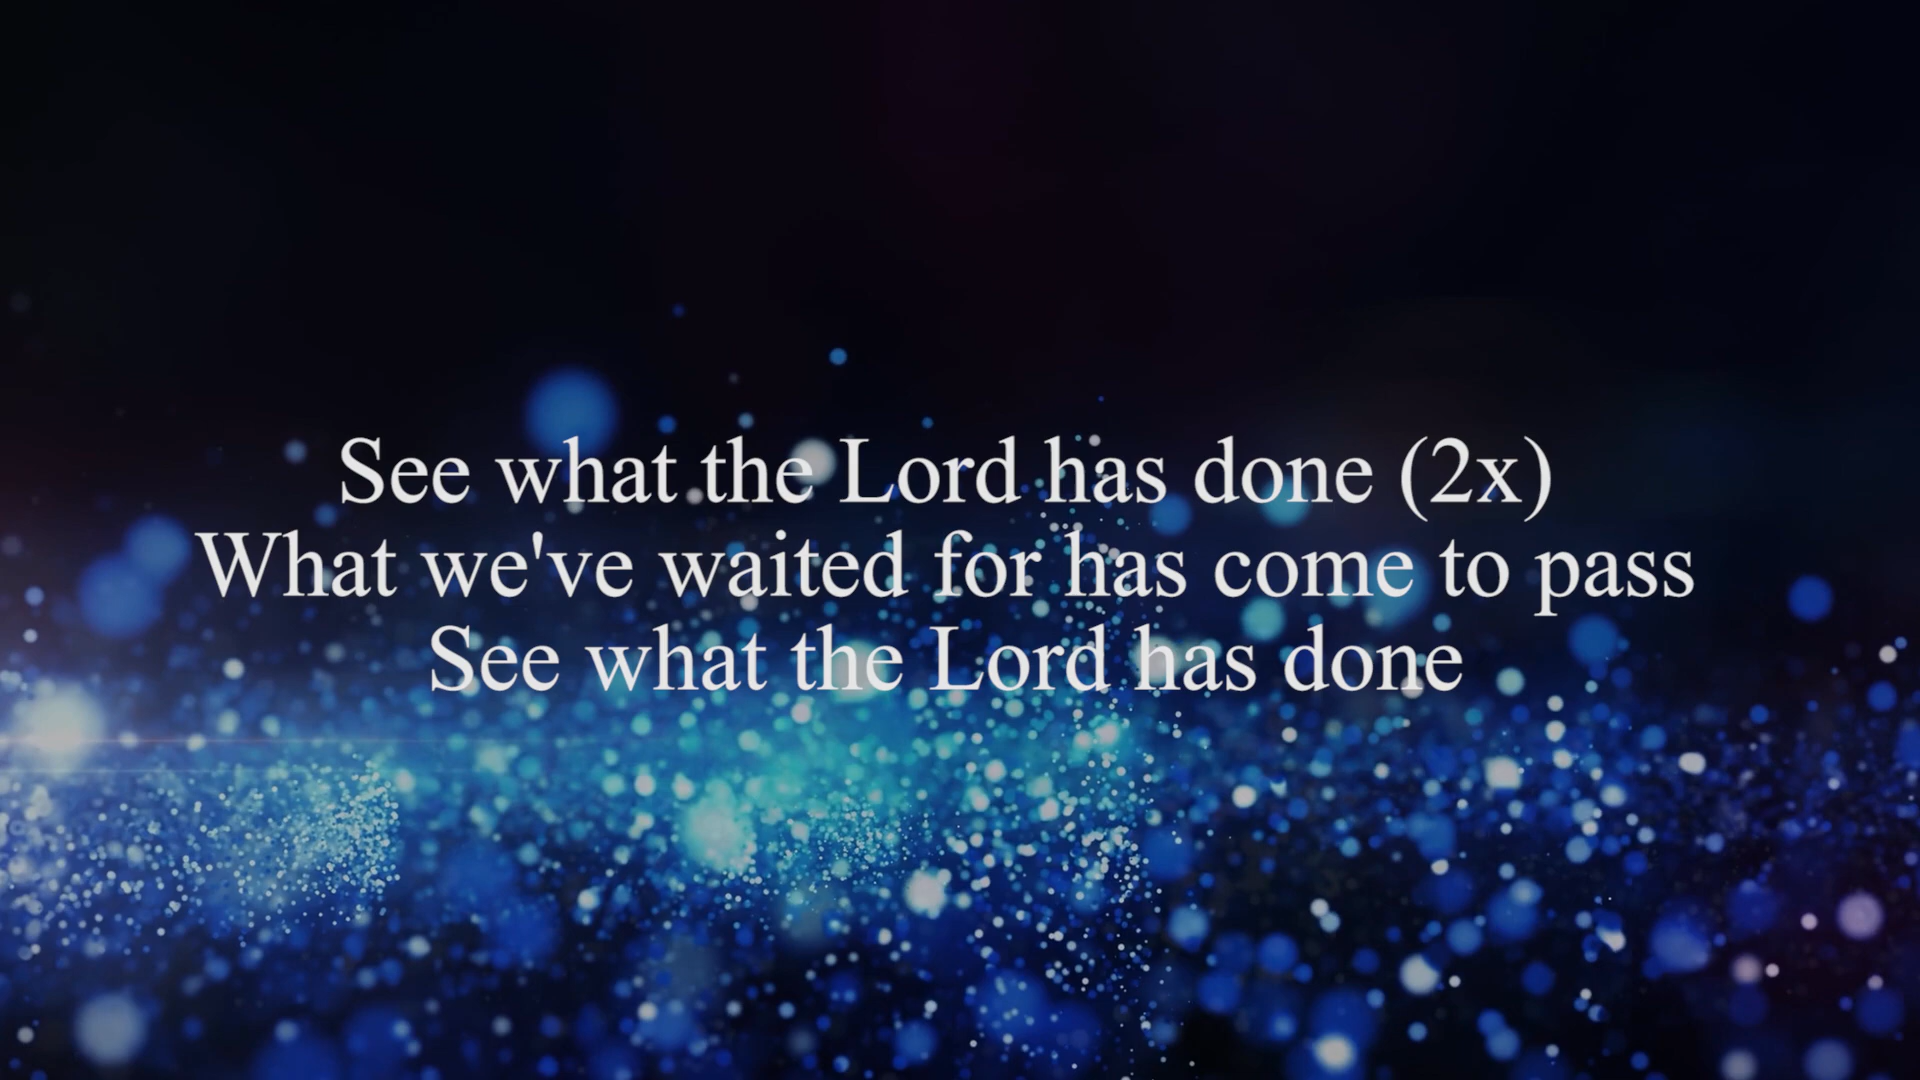 See what the Lord has done (2x)
What we've waited for has come to pass
See what the Lord has done